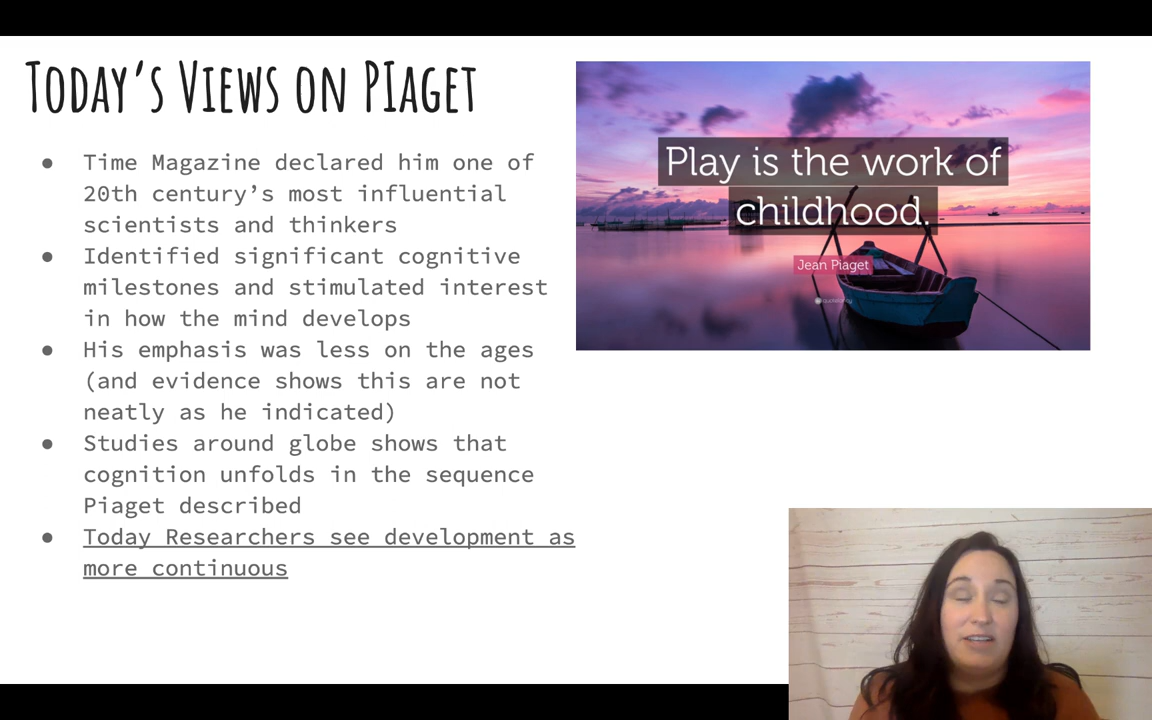 Today's Views on Piaget
● Time Magazine declared him one of
20th century's most influential
scientists and thinkers
● Identified significant cognitive
milestones and stimulated interest
in how the mind develops
● His emphasis was less on the ages
(and evidence shows this are not
neatly as he indicated)
● Studies around globe shows that
cognition unfolds in the sequence
Piaget described
● Today Researchers see development as
more continuous
Play is the work of
childhood.
Jean Piaget